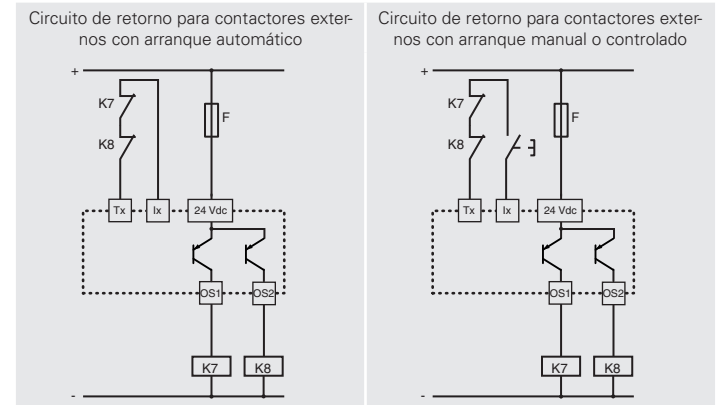 Circuito de retorno para contactores exter-
nos con arranque automático
+
K7
F
K8
Tx
Ix
24 Vdc
OS1
OS2
K7
K8
-
Circuito de retorno para contactores exter-
nos con arranque manual o controlado
+
K7
F
K8
Tx
Ix
24 Vdc
OS1
OS2
K7
K8
-